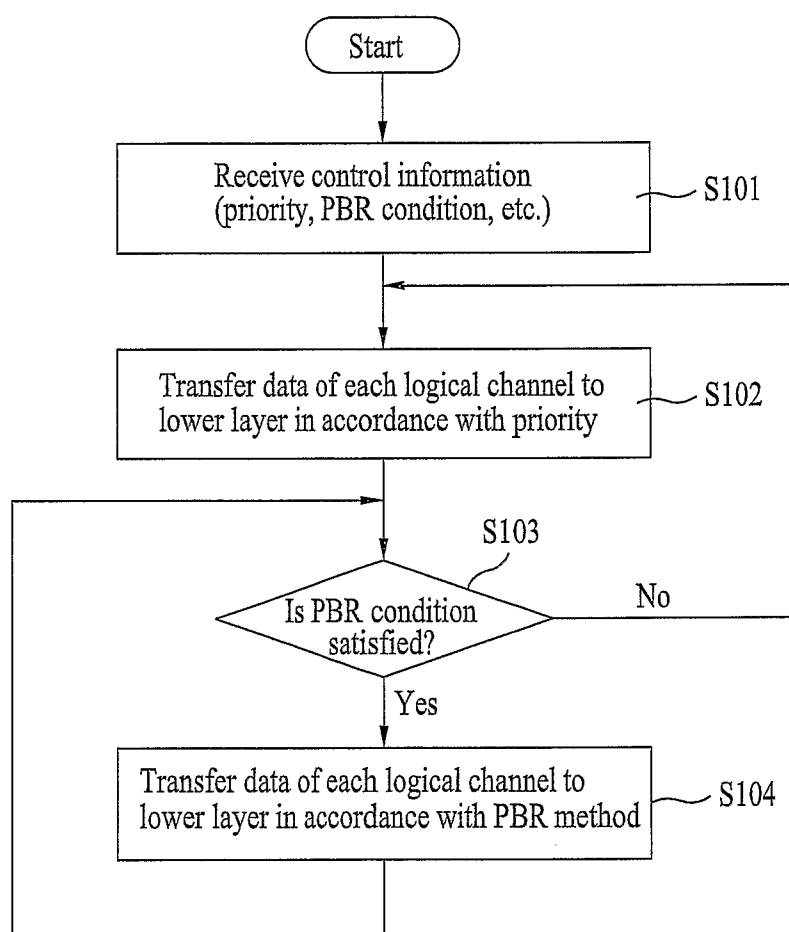 Start
Receive control information
(priority, PBR condition, etc.)
S101
Transfer data of each logical channel to
lower layer in accordance with priority
S102
S103
Is PBR condition
satisfied?
No
Yes
Transfer data of each logical channel to
lower layer in accordance with PBR method
S104